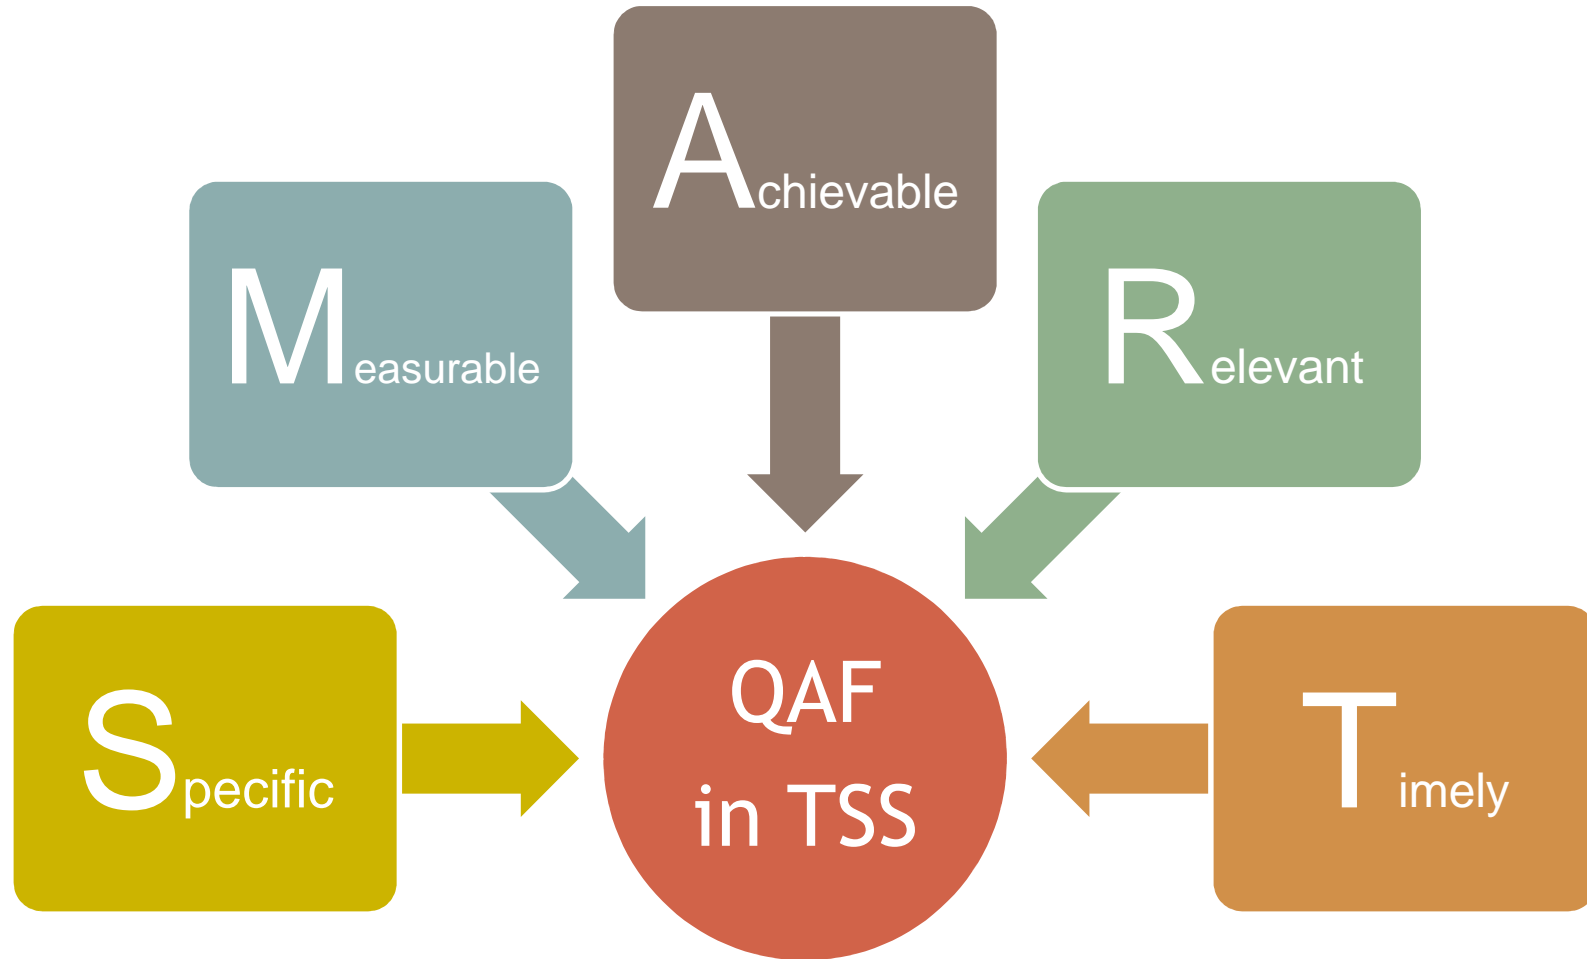 Specific
Measurable
Achievable
Relevant
Timely
QAF
in TSS